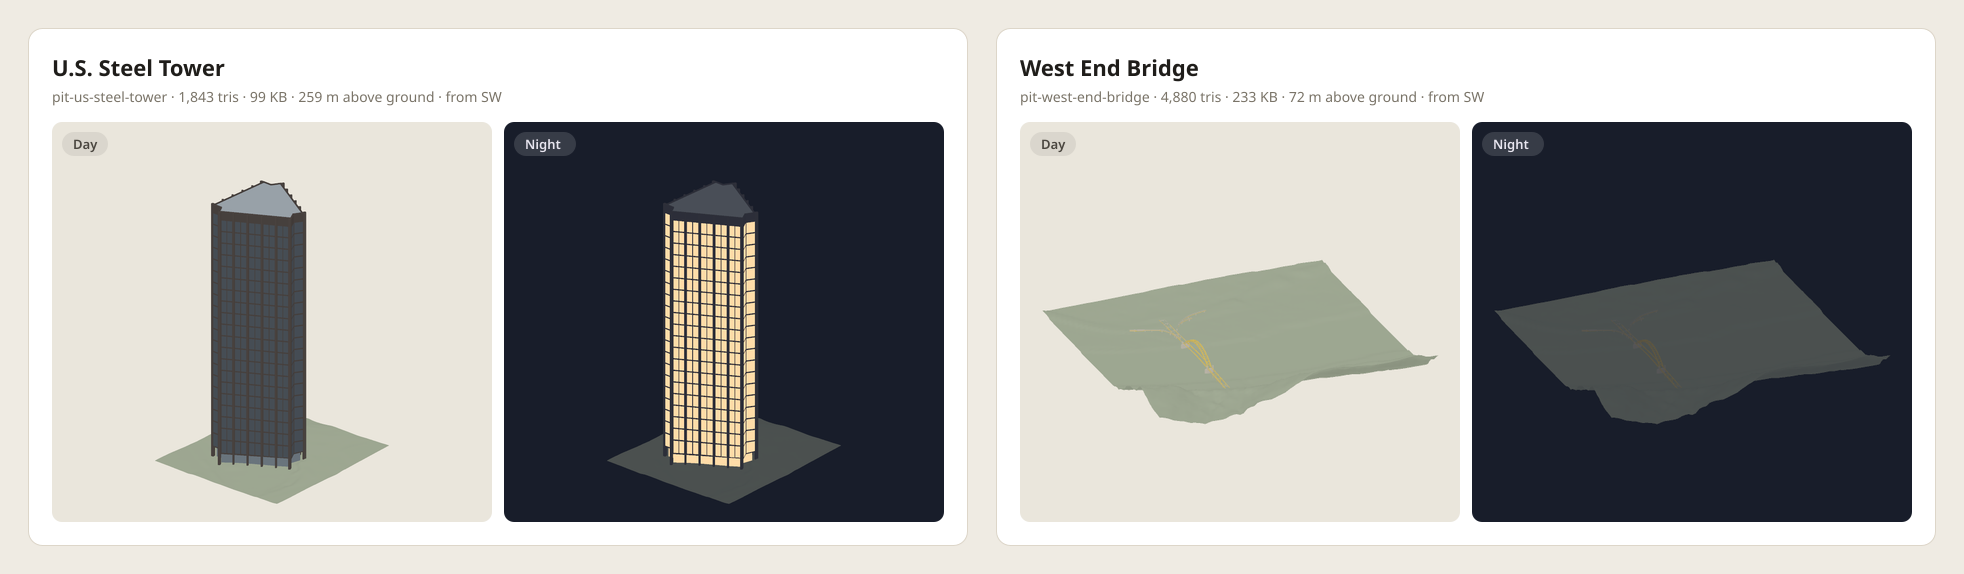 U.S. Steel Tower
pit-us-steel-tower · 1,843 tris · 99 KB · 259 m above ground · from SW
Day
Night
West End Bridge
pit-west-end-bridge · 4,880 tris · 233 KB · 72 m above ground · from SW
Day
Night